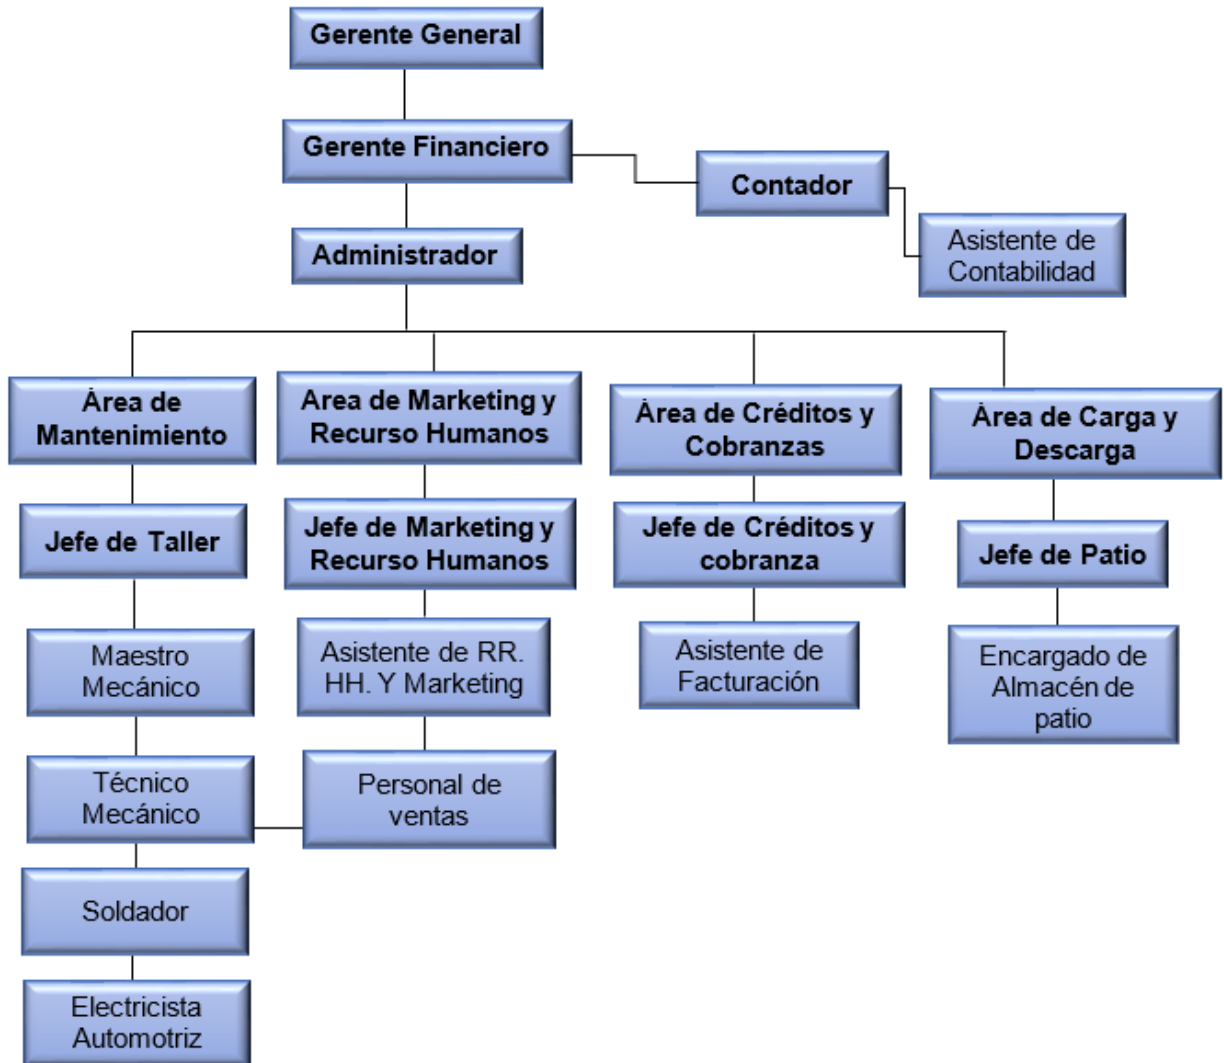 Gerente General
Gerente Financiero
Contador
Administrador
Asistente de
Contabilidad
Área de
Mantenimiento
Area de Marketing y
Recurso Humanos
Área de Créditos y
Cobranzas
Área de Carga y
Descarga
Jefe de Taller
Jefe de Marketing y
Recurso Humanos
Jefe de Créditos y
cobranza
Jefe de Patio
Maestro
Mecánico
Asistente de RR.
HH. Y Marketing
Asistente de
Facturación
Encargado de
Almacén de
patio
Técnico
Mecánico
Personal de
ventas
Soldador
Electricista
Automotriz